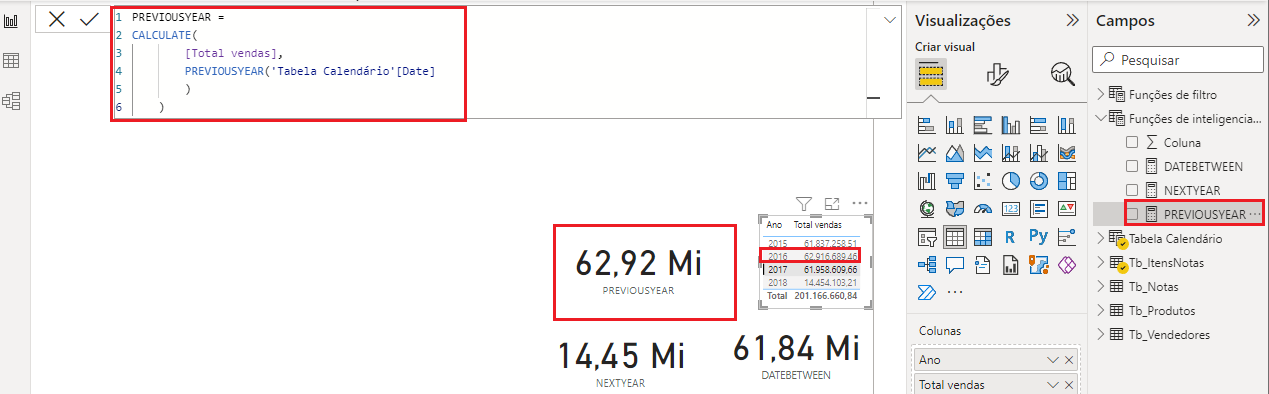 1 PREVIOUSYEAR =
2 CALCULATE(
3 [Total vendas],
4 PREVIOUSYEAR('Tabela Calendário'[Date]
5 )
6 )
62,92 Mi
PREVIOUSYEAR
14,45 Mi
NEXTYEAR
61,84 Mi
DATEBETWEEN
Ano Total vendas
2015 61.837.258,51
2016 62.916.689,46
2017 61.958.609,66
2018 14.454.103,21
Total 201.166.660,84
Visualizações
Criar visual
123
R Py
Colunas
Ano
Total vendas
Campos
Pesquisar
Funções de filtro
Funções de inteligencia...
Coluna
DATEBETWEEN
NEXTYEAR
PREVIOUSYEAR
Tabela Calendário
Tb_ItensNotas
Tb_Notas
Tb_Produtos
Tb_Vendedores